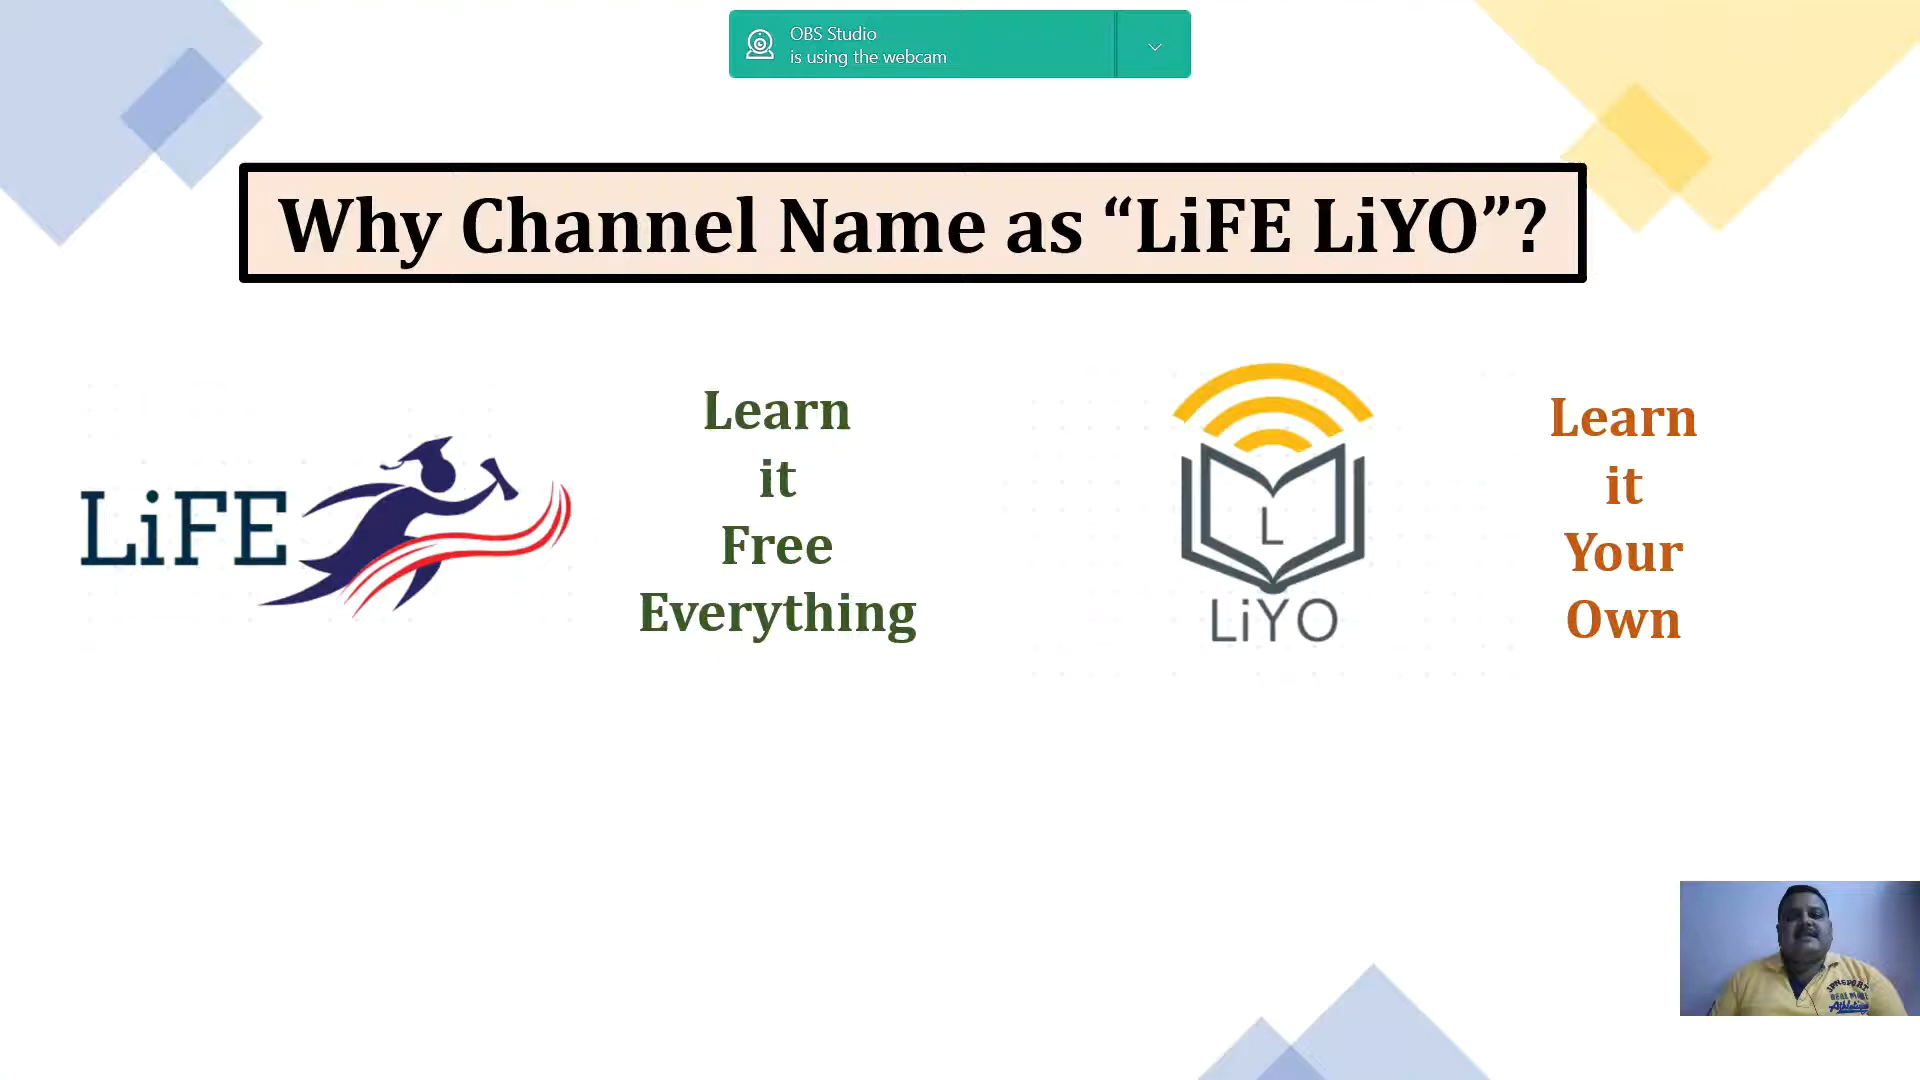 OBS Studio
is using the webcam
Why Channel Name as “LiFE LiYO”?
LiFE
Learn
it
Free
Everything
L
LiYO
Learn
it
Your
Own
Athletics